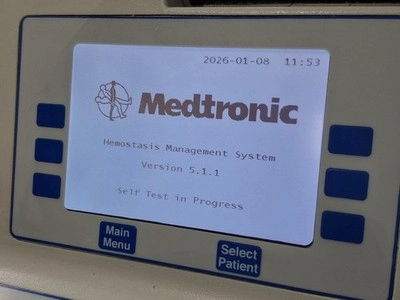 2026-01-08 11:53
Medtronic
Hemostasis Management System
Version 5.1.1
Self Test in Progress
Main
Menu
Select
Patient